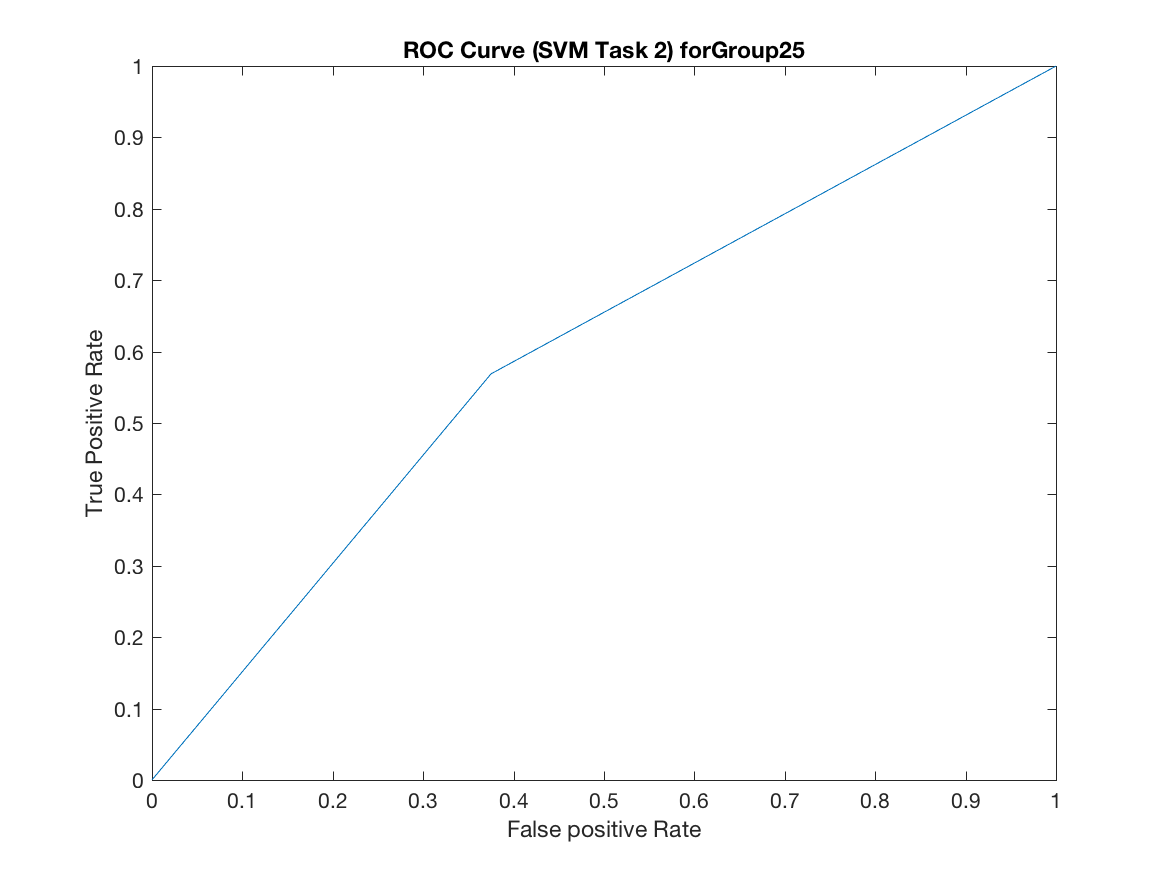 ROC Curve (SVM Task 2) forGroup25
1
0.9
0.8
0.7
0.6
0.5
0.4
0.3
0.2
0.1
0
True Positive Rate
0 0.1 0.2 0.3 0.4 0.5 0.6 0.7 0.8 0.9 1
False positive Rate